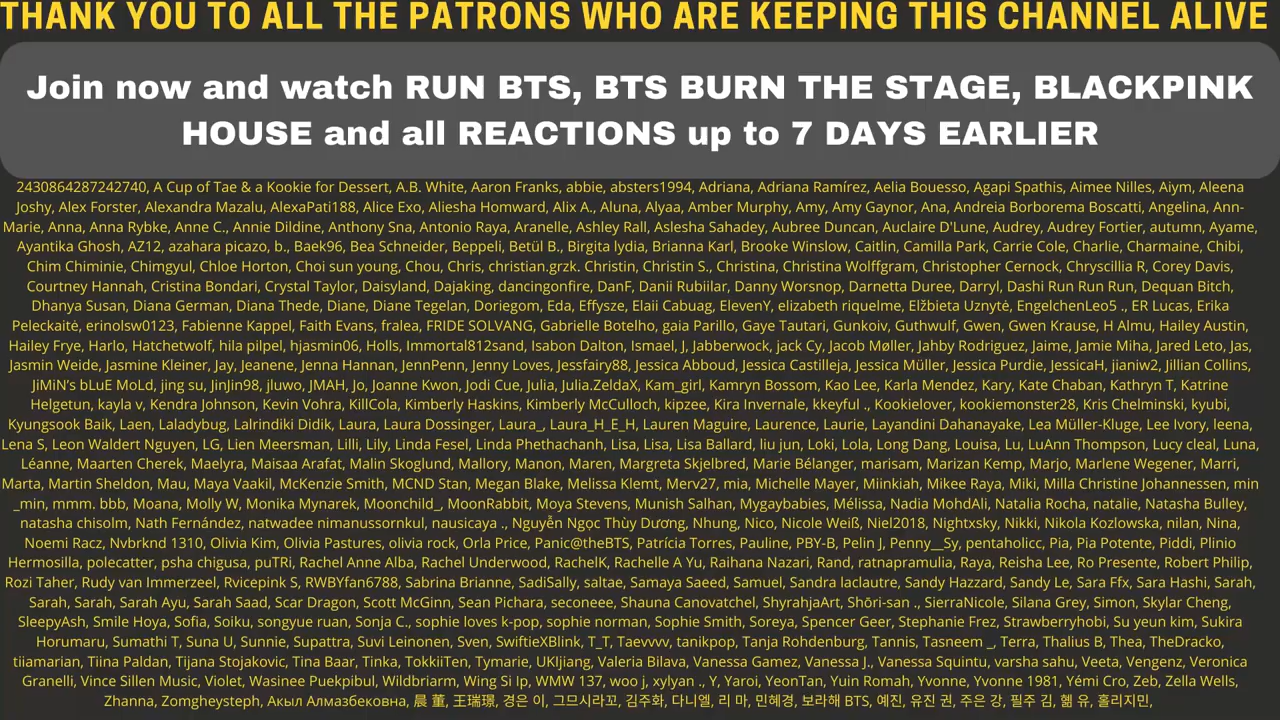 THANK YOU TO ALL THE PATRONS WHO ARE KEEPING THIS CHANNEL ALIVE
Join now and watch RUN BTS, BTS BURN THE STAGE, BLACKPINK
HOUSE and all REACTIONS up to 7 DAYS EARLIER
2430864287242740, A Cup of Tae & a Kookie for Dessert, A.B. White, Aaron Franks, abbie, absters1994, Adriana, Adriana Ramírez, Aelia Bouesso, Agapi Spathis, Aimee Nilles, Aiym, Aleena
Joshy, Alex Forster, Alexandra Mazalu, AlexaPati188, Alice Exo, Aliesha Homward, Alix A., Aluna, Alyaa, Amber Murphy, Amy, Amy Gaynor, Ana, Andreia Borborema Boscatti, Angelina, Ann-
Marie, Anna, Anna Rybke, Anne C., Annie Dildine, Anthony Sna, Antonio Raya, Aranelle, Ashley Rall, Aslesha Sahadey, Aubree Duncan, Auclaire D'Lune, Audrey, Audrey Fortier, autumn, Ayame,
Ayantika Ghosh, AZ12, azahara picazo, b., Baek96, Bea Schneider, Beppeli, Betül B., Birgita lydia, Brianna Karl, Brooke Winslow, Caitlin, Camilla Park, Carrie Cole, Charlie, Charmaine, Chibi,
Chim Chiminie, Chimgyul, Chloe Horton, Choi sun young, Chou, Chris, christian.grzk. Christin, Christin S., Christina, Christina Wolffgram, Christopher Cernock, Chryscillia R, Corey Davis,
Courtney Hannah, Cristina Bondari, Crystal Taylor, Daisyland, Dajaking, dancingonfire, DanF, Danii Rubiilar, Danny Worsnop, Darnetta Duree, Darryl, Dashi Run Run Run, Dequan Bitch,
Dhanya Susan, Diana German, Diana Thede, Diane, Diane Tegelan, Doriegom, Eda, Effysze, Elaii Cabuag, ElevenY, elizabeth riquelme, Elžbieta Uznytė, EngelchenLeo5 ., ER Lucas, Erika
Peleckaitė, erinolsw0123, Fabienne Kappel, Faith Evans, fralea, FRIDE SOLVANG, Gabrielle Botelho, gaia Parillo, Gaye Tautari, Gunkoiv, Guthwulf, Gwen, Gwen Krause, H Almu, Hailey Austin,
Hailey Frye, Harlo, Hatchetwolf, hila pilpel, hjasmin06, Holls, Immortal812sand, Isabon Dalton, Ismael, J, Jabberwock, jack Cy, Jacob Møller, Jahby Rodriguez, Jaime, Jamie Miha, Jared Leto, Jas,
Jasmin Weide, Jasmine Kleiner, Jay, Jeanene, Jenna Hannan, JennPenn, Jenny Loves, Jessfairy88, Jessica Abboud, Jessica Castilleja, Jessica Müller, Jessica Purdie, JessicaH, jianiw2, Jillian Collins,
JiMiN’s bLuE MoLd, jing su, JinJin98, jluwo, JMAH, Jo, Joanne Kwon, Jodi Cue, Julia, Julia.ZeldaX, Kam_girl, Kamryn Bossom, Kao Lee, Karla Mendez, Kary, Kate Chaban, Kathryn T, Katrine
Helgetun, kayla v, Kendra Johnson, Kevin Vohra, KillCola, Kimberly Haskins, Kimberly McCulloch, kipzee, Kira Invernale, kkeyful ., Kookielover, kookiemonster28, Kris Chelminski, kyubi,
Kyungsook Baik, Laen, Laladybug, Lalrindiki Didik, Laura, Laura Dossinger, Laura_, Laura_H_E_H, Lauren Maguire, Laurence, Laurie, Layandini Dahanayake, Lea Müller-Kluge, Lee Ivory, leena,
Lena S, Leon Waldert Nguyen, LG, Lien Meersman, Lilli, Lily, Linda Fesel, Linda Phethachanh, Lisa, Lisa, Lisa Ballard, liu jun, Loki, Lola, Long Dang, Louisa, Lu, LuAnn Thompson, Lucy cleal, Luna,
Léanne, Maarten Cherek, Maelyra, Maisaa Arafat, Malin Skoglund, Mallory, Manon, Maren, Margreta Skjelbred, Marie Bélanger, marisam, Marizan Kemp, Marjo, Marlene Wegener, Marri,
Marta, Martin Sheldon, Mau, Maya Vaakil, McKenzie Smith, MCND Stan, Megan Blake, Melissa Klemt, Merv27, mia, Michelle Mayer, Miinkiah, Mikee Raya, Miki, Milla Christine Johannessen, min
_min, mmm. bbb, Moana, Molly W, Monika Mynarek, Moonchild_, MoonRabbit, Moya Stevens, Munish Salhan, Mygaybabies, Mélissa, Nadia MohdAli, Natalia Rocha, natalie, Natasha Bulley,
natasha chisolm, Nath Fernández, natwadee nimanussornkul, nausicaya ., Nguyễn Ngọc Thùy Dương, Nhung, Nico, Nicole Weiß, Niel2018, Nightxsky, Nikki, Nikola Kozlowska, nilan, Nina,
Noemi Racz, Nvbrknd 1310, Olivia Kim, Olivia Pastures, olivia rock, Orla Price, Panic@theBTS, Patrícia Torres, Pauline, PBY-B, Pelin J, Penny__Sy, pentaholicc, Pia, Pia Potente, Piddi, Plinio
Hermosilla, polecatter, psha chigusa, puTRi, Rachel Anne Alba, Rachel Underwood, RachelK, Rachelle A Yu, Raihana Nazari, Rand, ratnapramulia, Raya, Reisha Lee, Ro Presente, Robert Philip,
Rozi Taher, Rudy van Immerzeel, Rvicepink S, RWBYfan6788, Sabrina Brianne, SadiSally, saltae, Samaya Saeed, Samuel, Sandra laclautre, Sandy Hazzard, Sandy Le, Sara Ffx, Sara Hashi, Sarah,
Sarah, Sarah, Sarah Ayu, Sarah Saad, Scar Dragon, Scott McGinn, Sean Pichara, seconeee, Shauna Canovatchel, ShyrahjaArt, Shōri-san ., SierraNicole, Silana Grey, Simon, Skylar Cheng,
SleepyAsh, Smile Hoya, Sofia, Soiku, songyue ruan, Sonja C., sophie loves k-pop, sophie norman, Sophie Smith, Soreya, Spencer Geer, Stephanie Frez, Strawberryhobi, Su yeun kim, Sukira
Horumaru, Sumathi T, Suna U, Sunnie, Supattra, Suvi Leinonen, Sven, SwiftieXBlink, T_T, Taevvvv, tanikpop, Tanja Rohdenburg, Tannis, Tasneem _, Terra, Thalius B, Thea, TheDracko,
tiiamarian, Tiina Paldan, Tijana Stojakovic, Tina Baar, Tinka, TokkiiTen, Tymarie, UKIjiang, Valeria Bilava, Vanessa Gamez, Vanessa J., Vanessa Squintu, varsha sahu, Veeta, Vengenz, Veronica
Granelli, Vince Sillen Music, Violet, Wasinee Puekpibul, Wildbriarm, Wing Si Ip, WMW 137, woo j, xylyan ., Y, Yaroi, YeonTan, Yuin Romah, Yvonne, Yvonne 1981, Yémi Cro, Zeb, Zella Wells,
Zhanna, Zomgheysteph, Акыл Алмазбековна, 晨 董, 王瑞璟, 경은 이, 그므시라꼬, 김주화, 다니엘, 리 마, 민혜경, 보라해 BTS, 예진, 유진 권, 주은 강, 필주 김, 혦 유, 홀리지민,